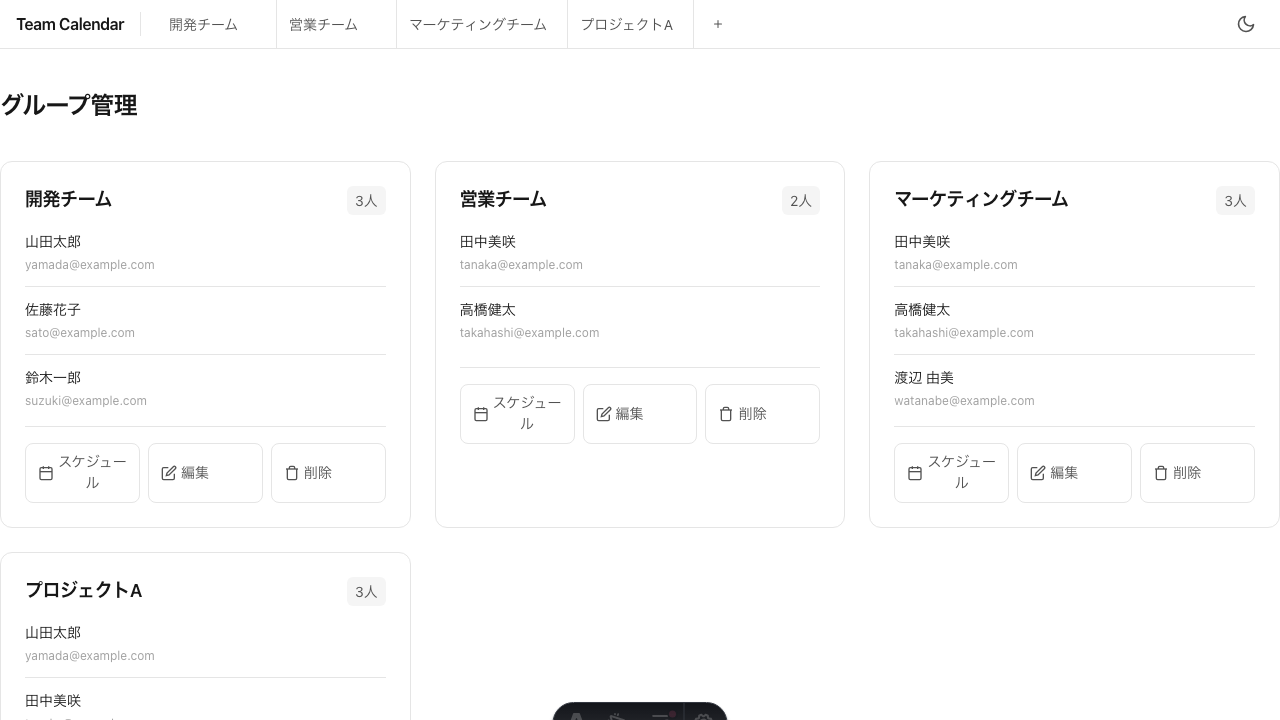 Team Calendar 開発チーム 営業チーム マーケティングチーム プロジェクトA +
グループ管理
開発チーム 3人
山田太郎
yamada@example.com
佐藤花子
sato@example.com
鈴木一郎
suzuki@example.com
スケジュー
ル
編集
削除
営業チーム 2人
田中美咲
tanaka@example.com
高橋健太
takahashi@example.com
スケジュー
ル
編集
削除
マーケティングチーム 3人
田中美咲
tanaka@example.com
高橋健太
takahashi@example.com
渡辺 由美
watanabe@example.com
スケジュー
ル
編集
削除
プロジェクトA 3人
山田太郎
yamada@example.com
田中美咲